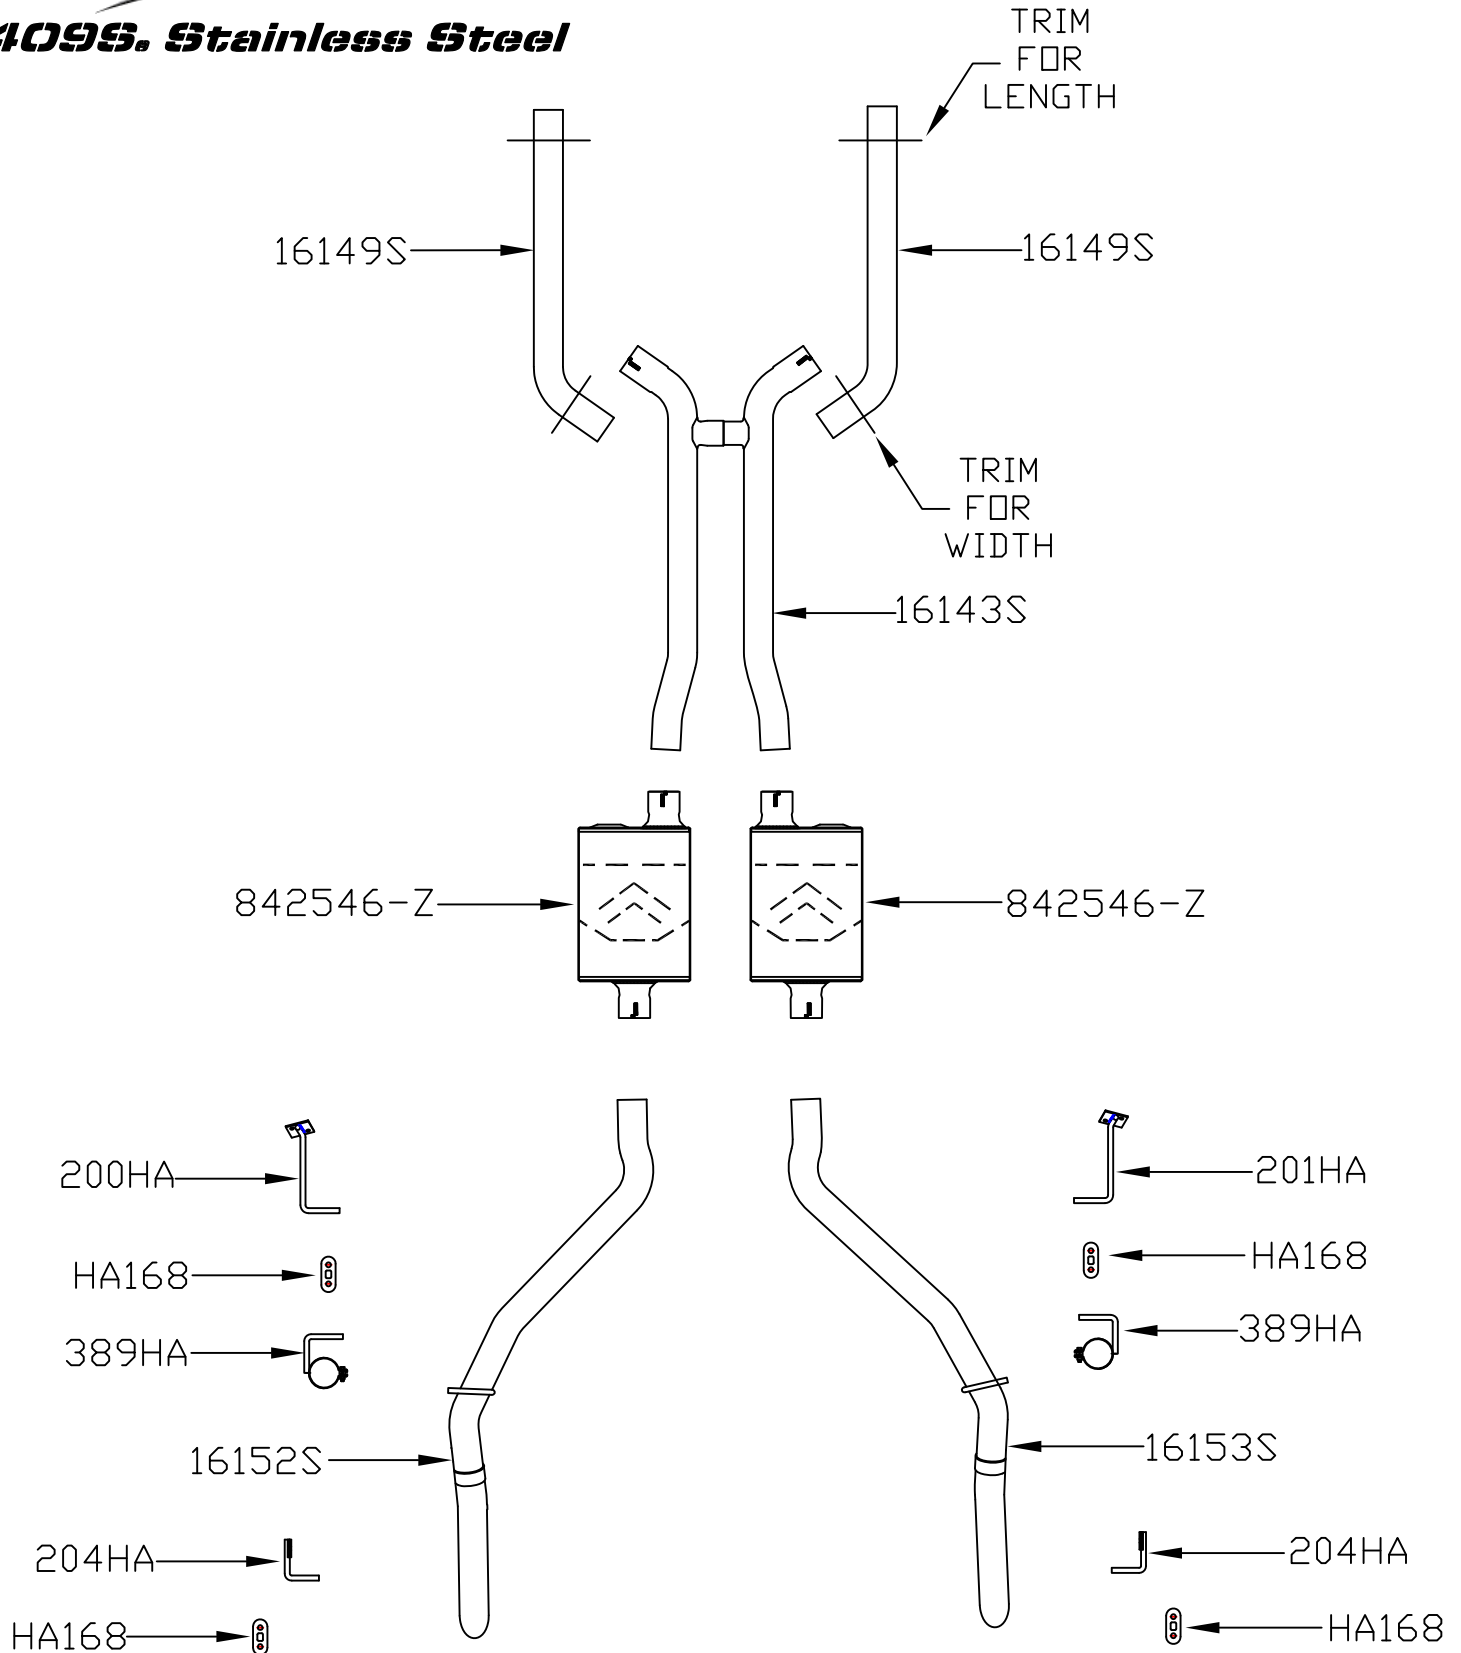 409S. Stainless Steel
TRIM
FOR
LENGTH
16149S
16149S
TRIM
FOR
WIDTH
16143S
842546-Z
842546-Z
200HA
201HA
HA168
HA168
389HA
389HA
16152S
16153S
204HA
204HA
HA168
HA168